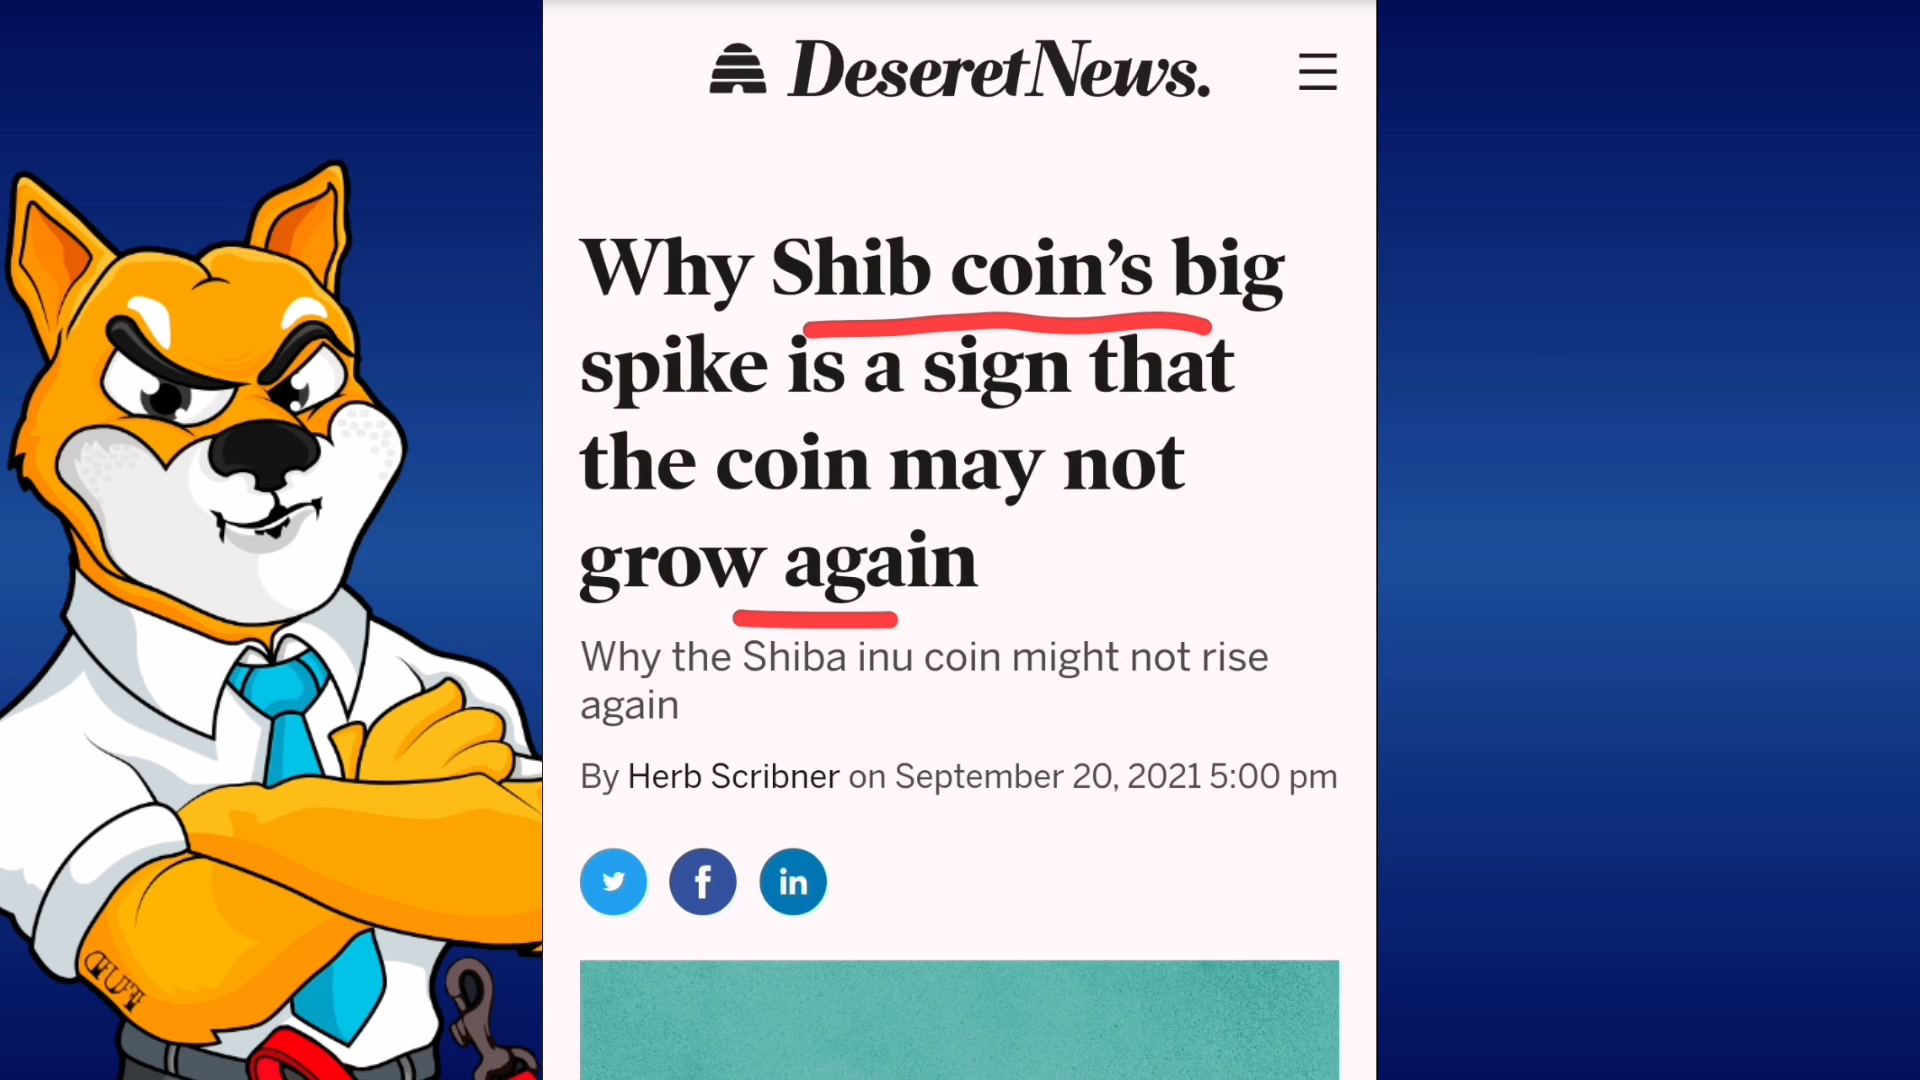 DeseretNews.
Why Shib coin’s big
spike is a sign that
the coin may not
grow again
Why the Shiba inu coin might not rise
again
By Herb Scribner on September 20, 2021 5:00 pm
f
in